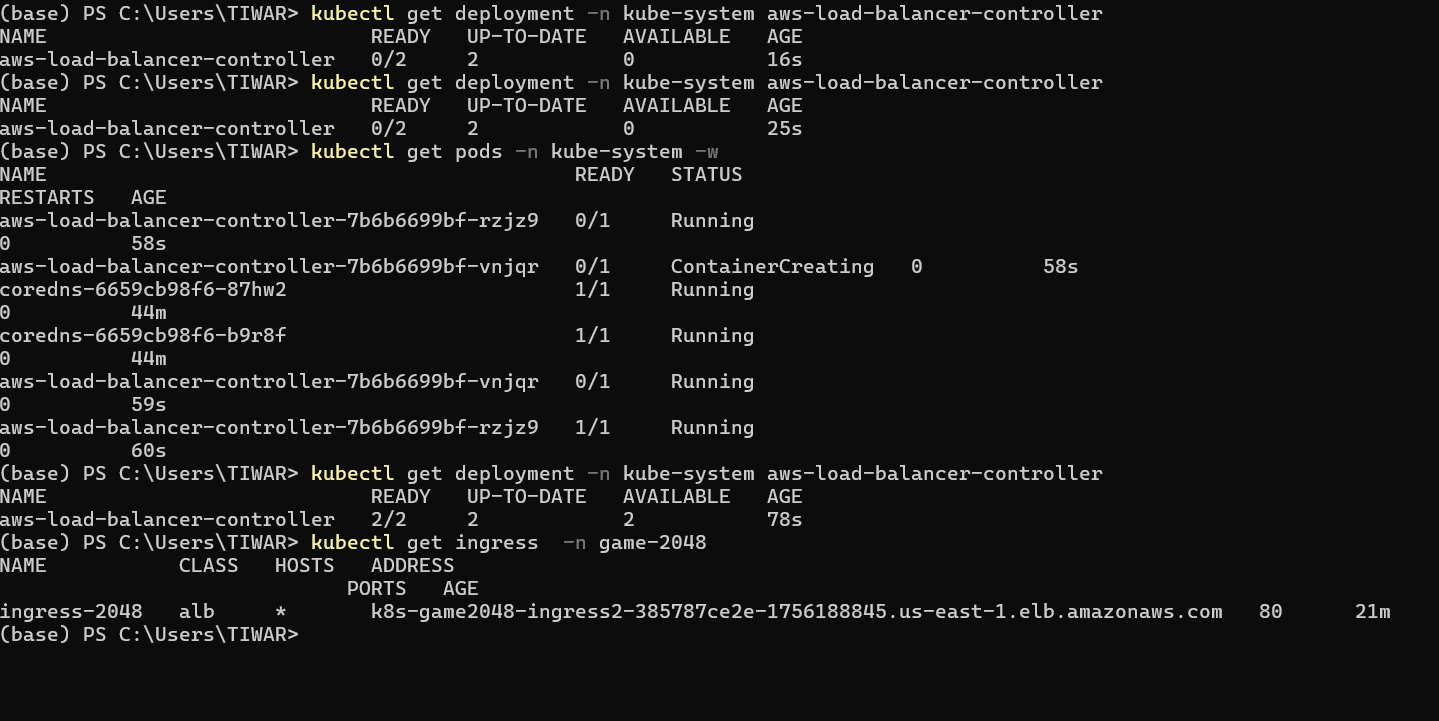 (base) PS C:\Users\TIWAR> kubectl get deployment -n kube-system aws-load-balancer-controller
NAME                           READY   UP-TO-DATE   AVAILABLE   AGE
aws-load-balancer-controller   0/2     2            0           16s
(base) PS C:\Users\TIWAR> kubectl get deployment -n kube-system aws-load-balancer-controller
NAME                           READY   UP-TO-DATE   AVAILABLE   AGE
aws-load-balancer-controller   0/2     2            0           25s
(base) PS C:\Users\TIWAR> kubectl get pods -n kube-system -w
NAME                                            READY   STATUS
RESTARTS   AGE
aws-load-balancer-controller-7b6b6699bf-rzjz9   0/1     Running
0          58s
aws-load-balancer-controller-7b6b6699bf-vnjqr   0/1     ContainerCreating   0          58s
coredns-6659cb98f6-87hw2                        1/1     Running
0          44m
coredns-6659cb98f6-b9r8f                        1/1     Running
0          44m
aws-load-balancer-controller-7b6b6699bf-vnjqr   0/1     Running
0          59s
aws-load-balancer-controller-7b6b6699bf-rzjz9   1/1     Running
0          60s
(base) PS C:\Users\TIWAR> kubectl get deployment -n kube-system aws-load-balancer-controller
NAME                           READY   UP-TO-DATE   AVAILABLE   AGE
aws-load-balancer-controller   2/2     2            2           78s
(base) PS C:\Users\TIWAR> kubectl get ingress  -n game-2048
NAME           CLASS   HOSTS   ADDRESS
                             PORTS   AGE
ingress-2048   alb     *       k8s-game2048-ingress2-385787ce2e-1756188845.us-east-1.elb.amazonaws.com   80      21m
(base) PS C:\Users\TIWAR>